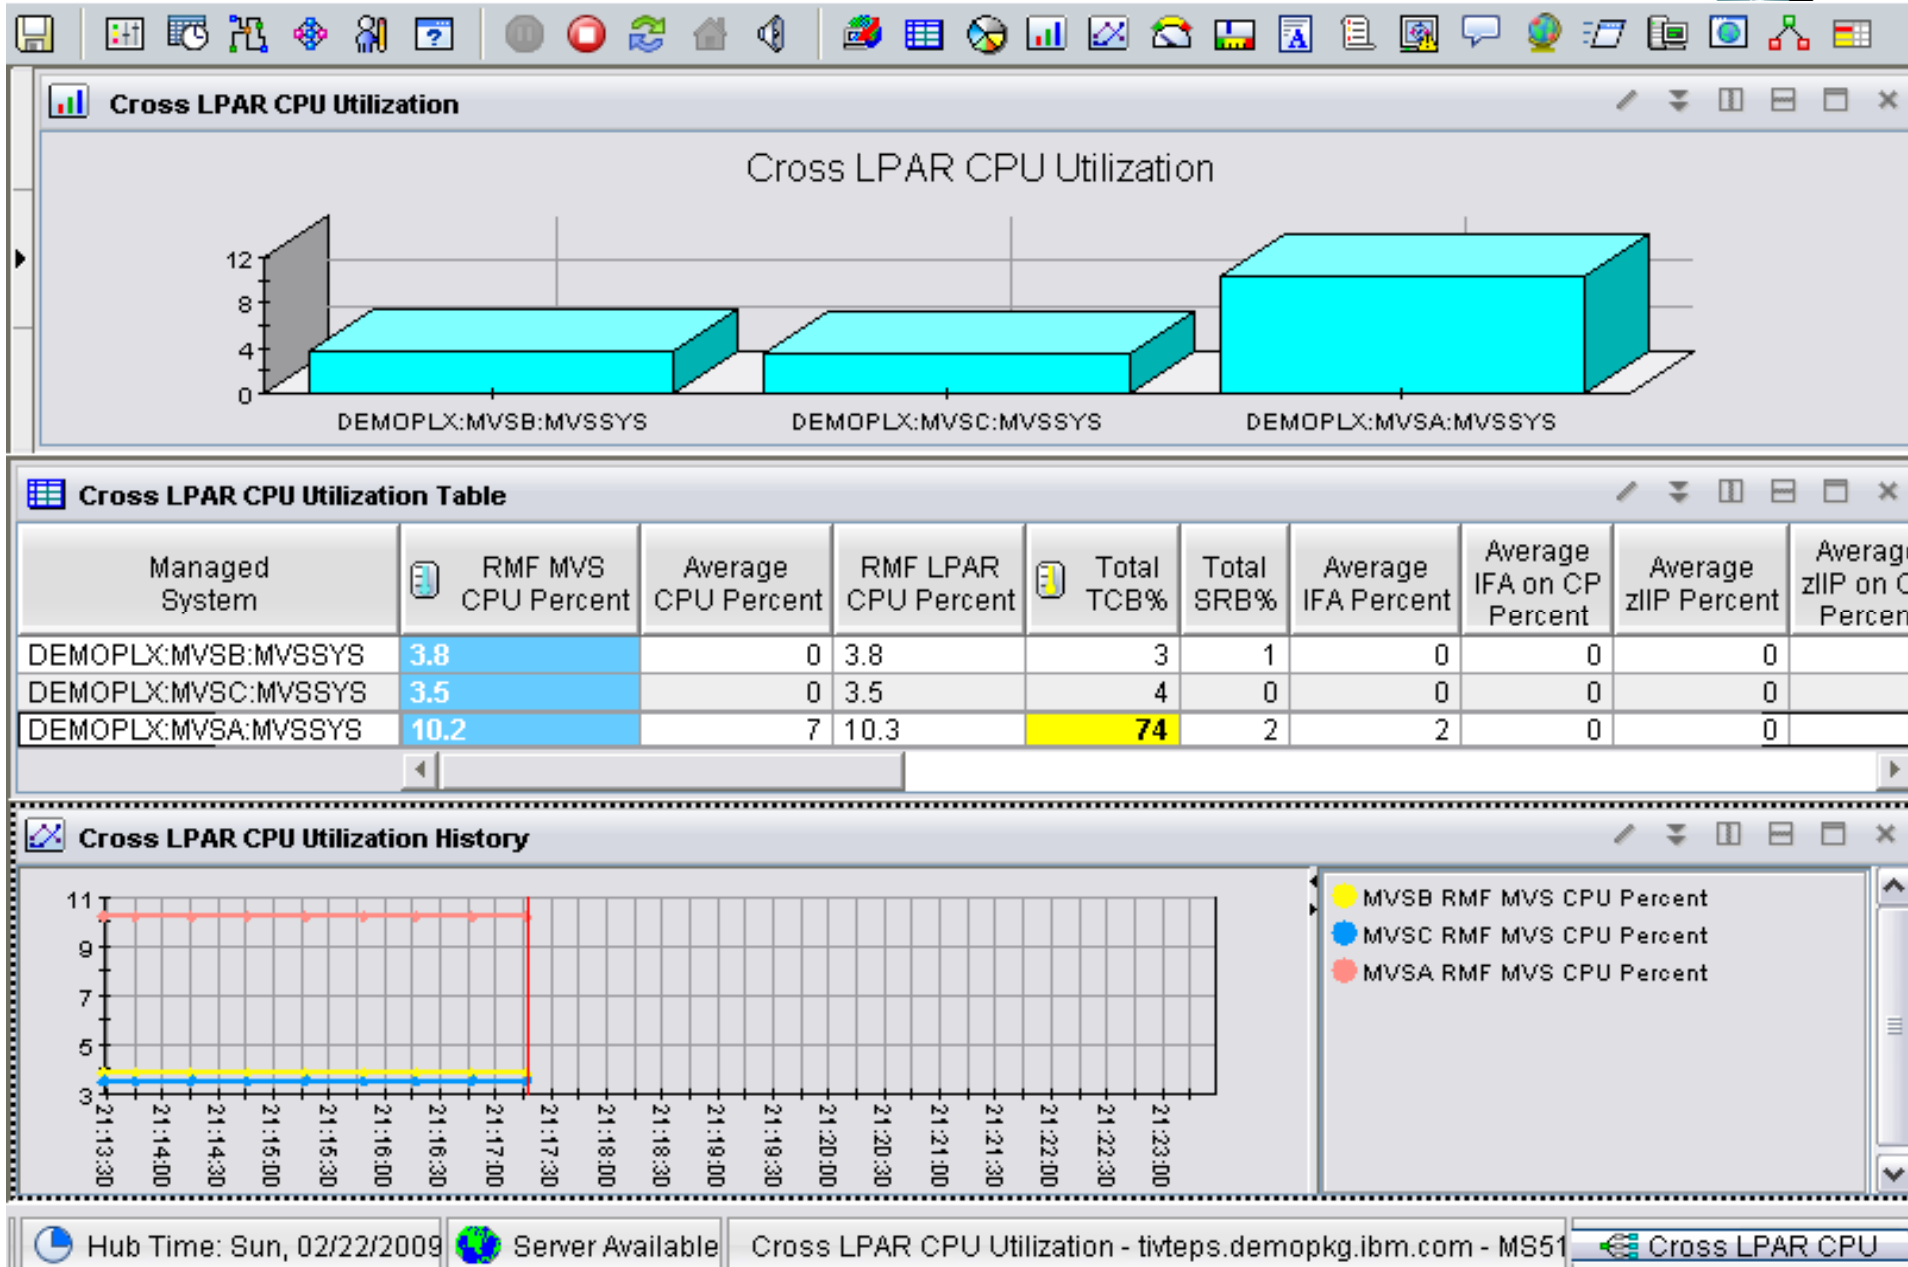 Cross LPAR CPU Utilization
Cross LPAR CPU Utilization
12
8
4
0
DEMOPLX:MVSB:MVSSYS DEMOPLX:MVSC:MVSSYS DEMOPLX:MVSA:MVSSYS
Cross LPAR CPU Utilization Table
Managed System RMF MVS CPU Percent Average CPU Percent RMF LPAR CPU Percent Total TCB% Total SRB% Average IFA Percent Average IFA on CP Percent Average zIIP Percent Average zIIP on C Percen
DEMOPLX:MVSB:MVSSYS 3.8 0 3.8 3 1 0 0 0
DEMOPLX:MVSC:MVSSYS 3.5 0 3.5 4 0 0 0 0
DEMOPLX:MVSA:MVSSYS 10.2 7 10.3 74 2 2 0 0
Cross LPAR CPU Utilization History
11
9
7
5
3
21:13:30 21:14:00 21:14:30 21:15:00 21:15:30 21:16:00 21:16:30 21:17:00 21:17:30 21:18:00 21:18:30 21:19:00 21:19:30 21:20:00 21:20:30 21:21:00 21:21:30 21:22:00 21:22:30 21:23:00
MVSB RMF MVS CPU Percent
MVSC RMF MVS CPU Percent
MVSA RMF MVS CPU Percent
Hub Time: Sun, 02/22/2009 Server Available Cross LPAR CPU Utilization - tivteps.demopkg.ibm.com - MS51 Cross LPAR CPU